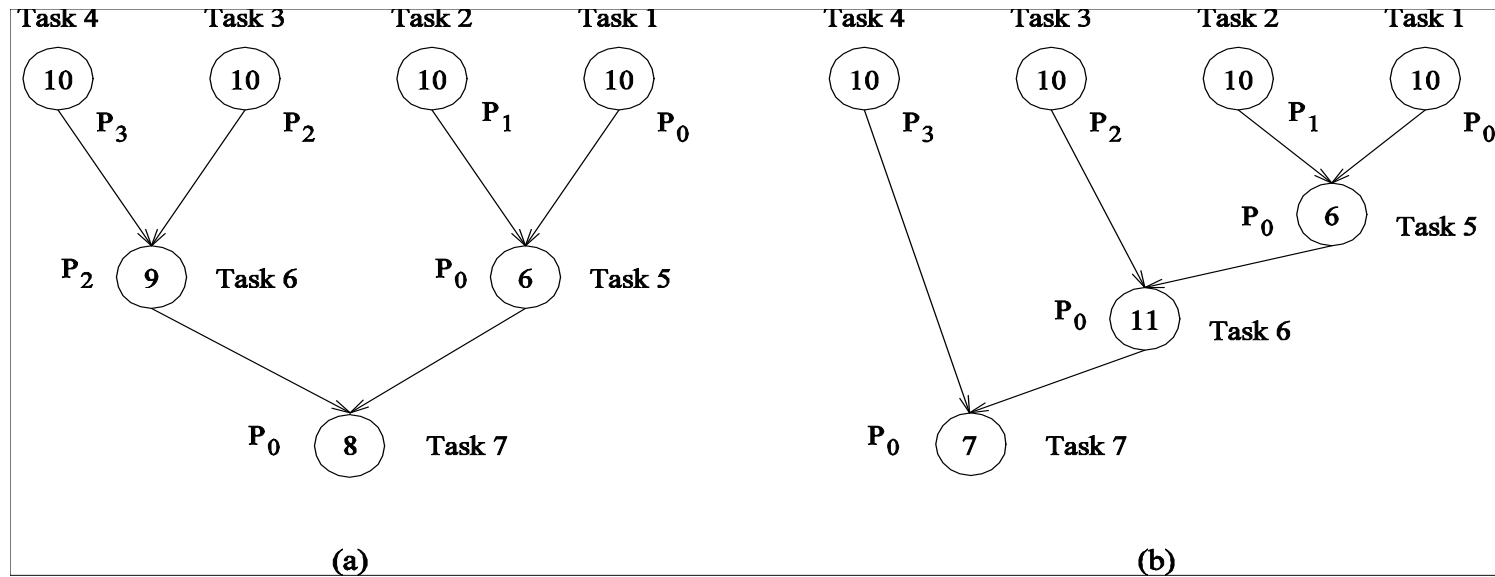 Task 4 Task 3 Task 2 Task 1 Task 4 Task 3 Task 2 Task 1
10 10 10 10 10 10 10 10
P3 P2 P1 P0 P3 P2 P1 P0
P0 6 Task 5
P2 9 Task 6 P0 6 Task 5
P0 11 Task 6
P0 8 Task 7 P0 7 Task 7
(a) (b)